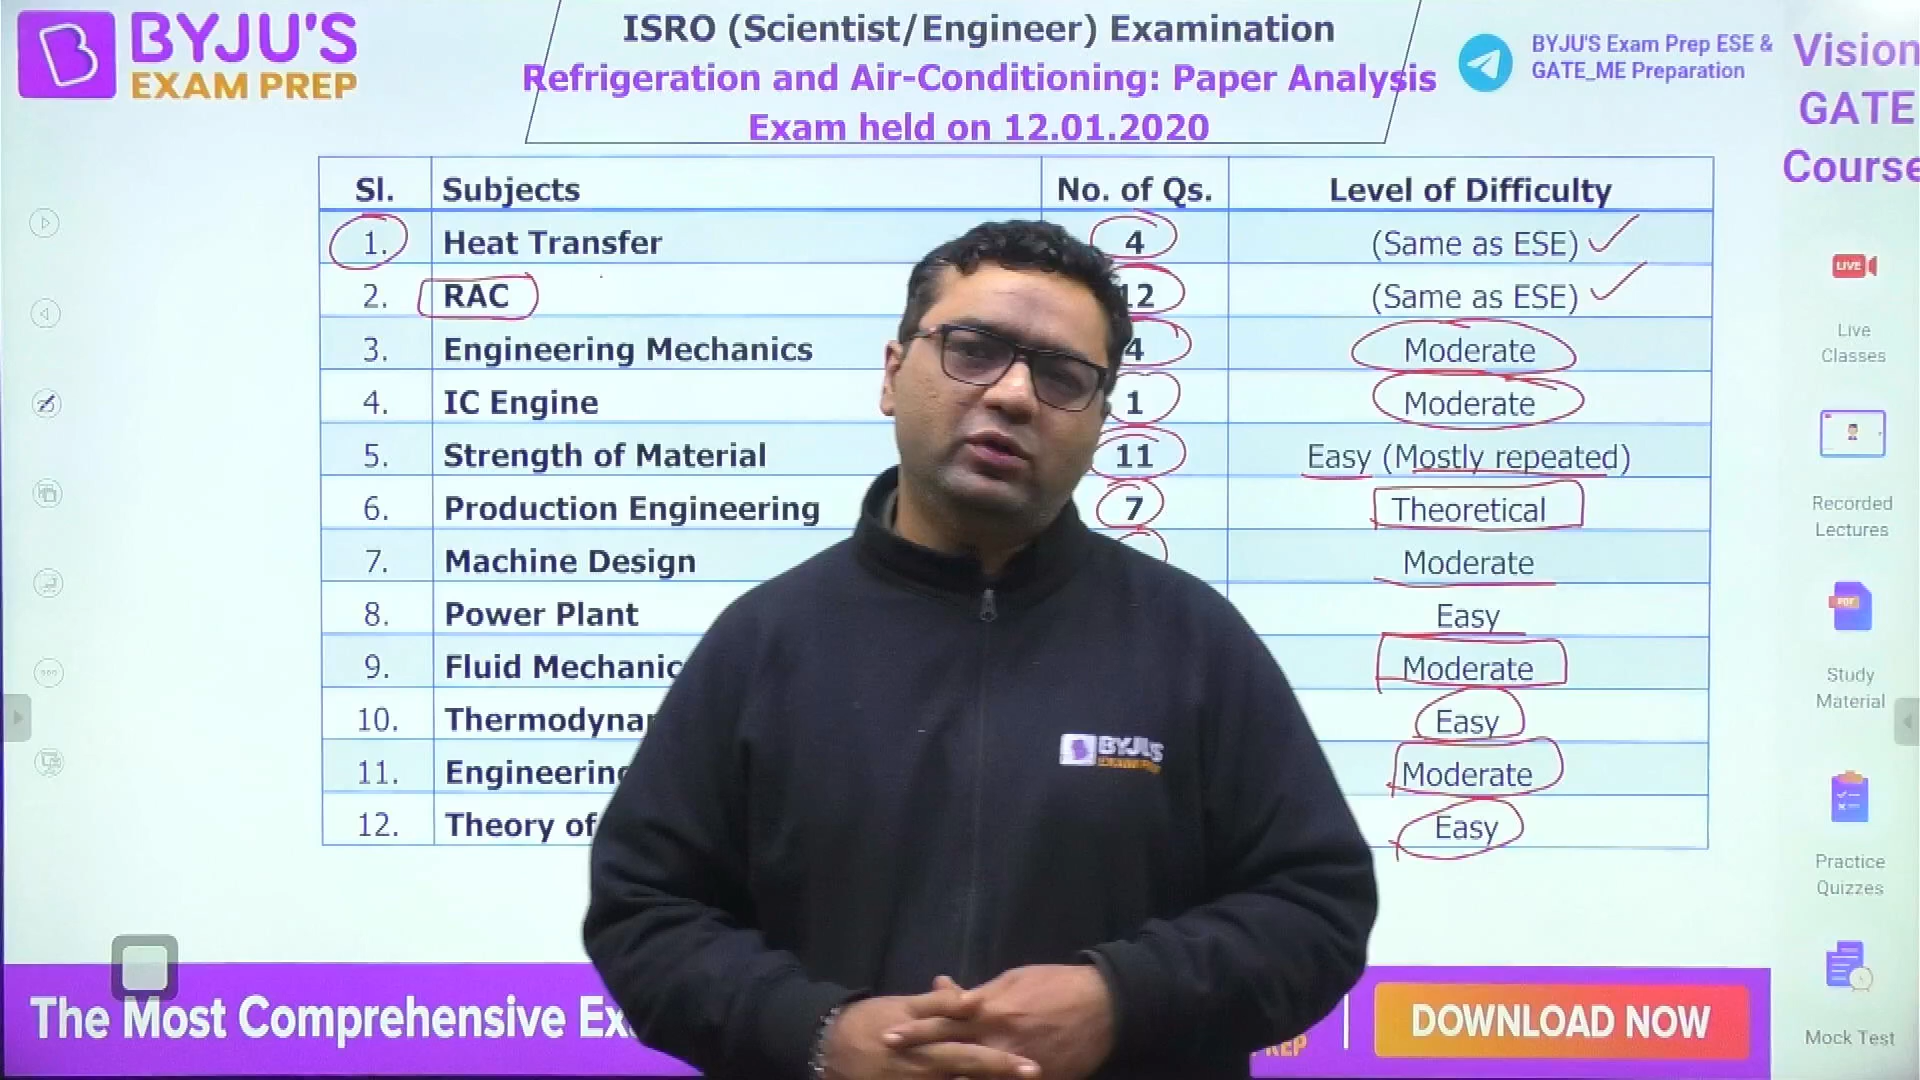 BYJU'S
EXAM PREP
ISRO (Scientist/Engineer) Examination
Refrigeration and Air-Conditioning: Paper Analysis
Exam held on 12.01.2020
BYJU'S Exam Prep ESE &
GATE_ME Preparation
Vision
GATE
Course
Sl. Subjects No. of Qs. Level of Difficulty
1. Heat Transfer 4 (Same as ESE)
2. RAC 12 (Same as ESE)
3. Engineering Mechanics 4 Moderate
4. IC Engine 1 Moderate
5. Strength of Material 11 Easy (Mostly repeated)
6. Production Engineering 7 Theoretical
7. Machine Design Moderate
8. Power Plant Easy
9. Fluid Mechanic Moderate
10. Easy
11. Engineering Moderate
12. Theory of Easy
LIVE
Live
Classes
Recorded
Lectures
PDF
Study
Material
Practice
Quizzes
Mock Test
BYJU'S
EXAM PREP
The Most Comprehensive
PREP
DOWNLOAD NOW